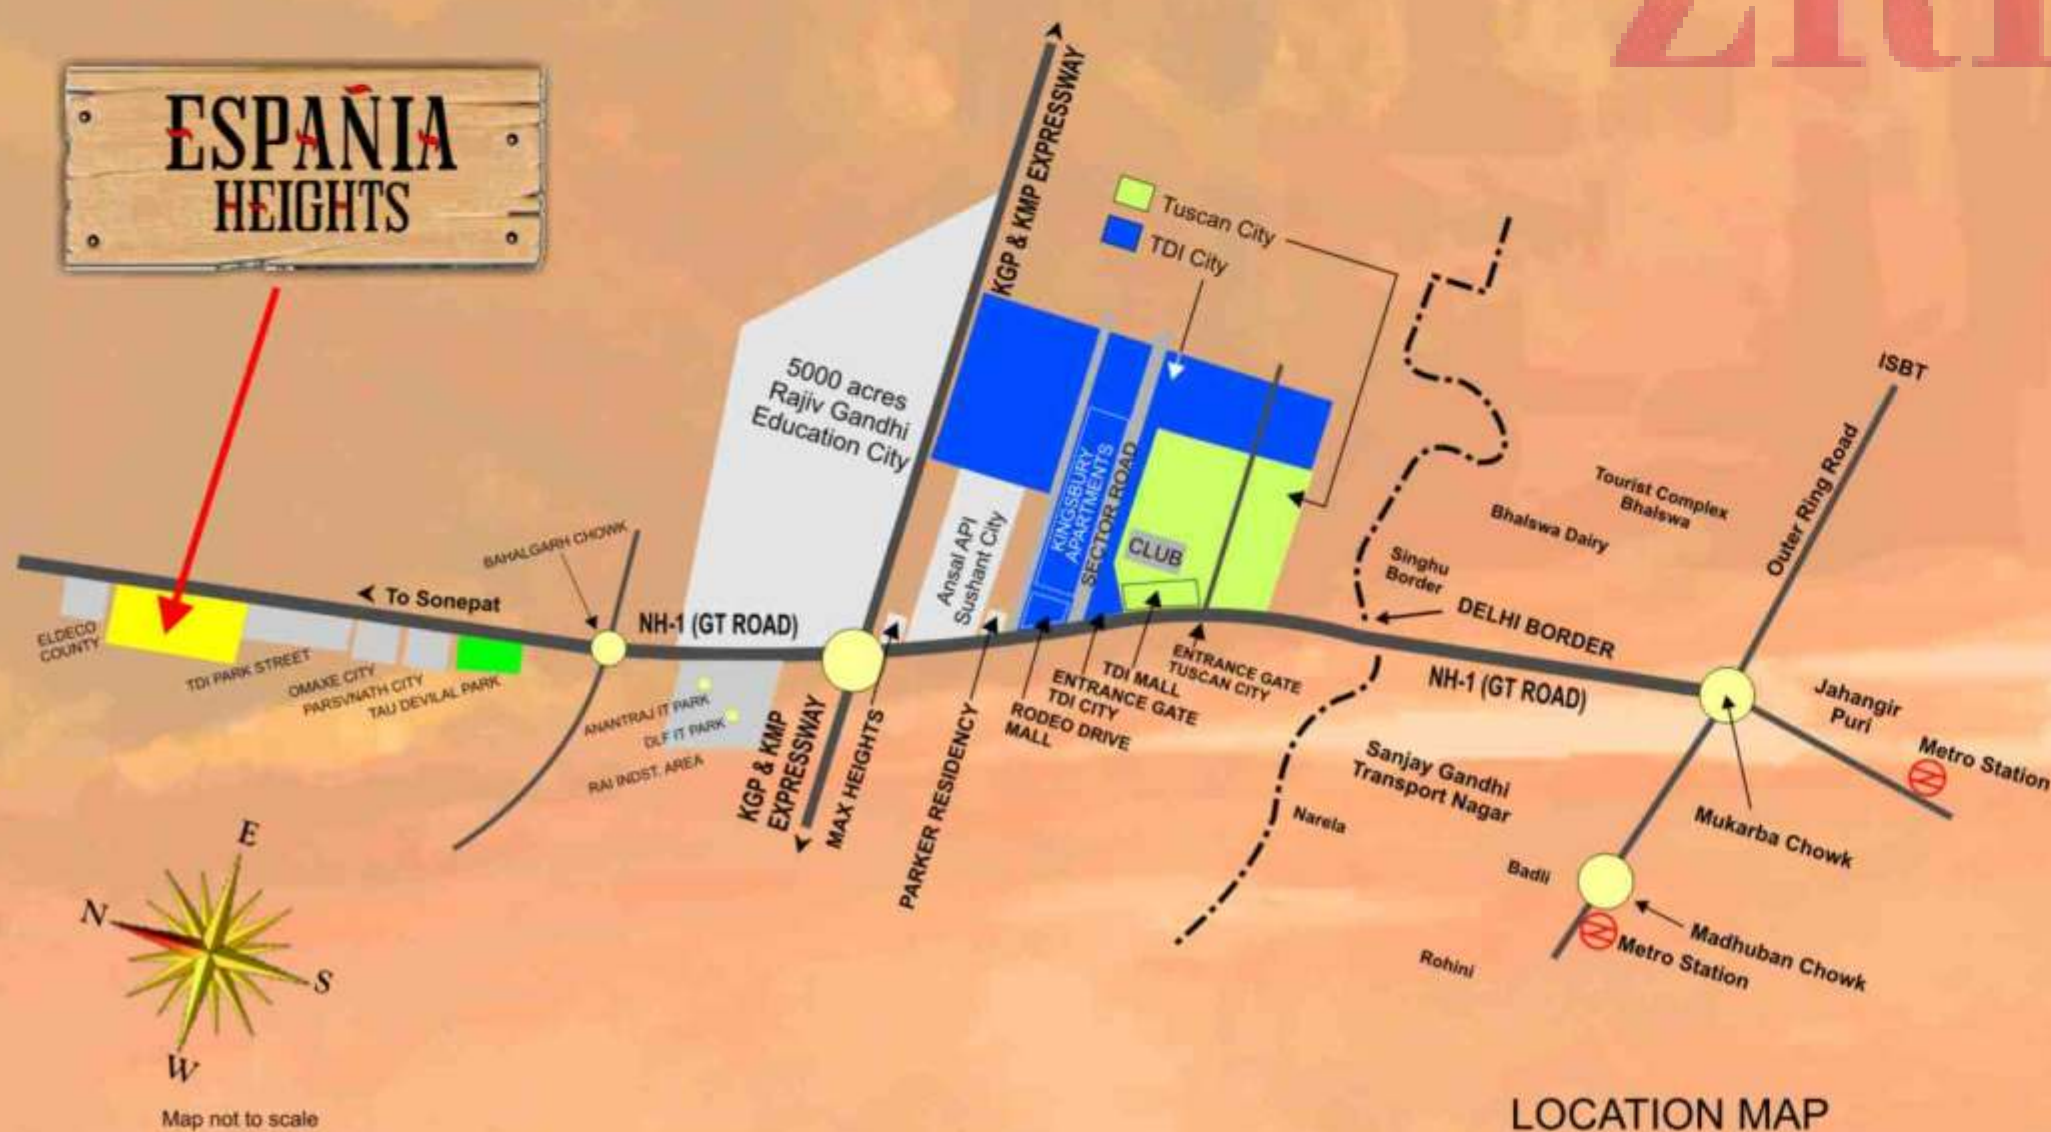 ESPAÑIA
HEIGHTS
KGP & KMP EXPRESSWAY
Tuscan City
TDI City
5000 acres
Rajiv Gandhi
Education City
ISBT
Outer Ring Road
Tourist Complex
Bhalswa
Bhalswa Dairy
Singhu
Border
DELHI BORDER
KINGSBURY
APARTMENTS
SECTOR ROAD
CLUB
Ansal API
Sushant City
BAHALGARH CHOWK
To Sonepat
NH-1 (GT ROAD)
ELDECO
COUNTY
TDI PARK STREET
OMAXE CITY
PARSVNATH CITY
TAU DEVILAL PARK
ANANTRAJ IT PARK
DLF IT PARK
RAI INDST. AREA
KGP & KMP
EXPRESSWAY
MAX HEIGHTS
PARKER RESIDENCY
RODEO DRIVE
MALL
ENTRANCE GATE
TDI CITY
TDI MALL
ENTRANCE GATE
TUSCAN CITY
NH-1 (GT ROAD)
Jahangir
Puri
Metro Station
Sanjay Gandhi
Transport Nagar
Mukarba Chowk
Narela
Badli
Madhuban Chowk
Metro Station
Rohini
E
N
S
W
Map not to scale
LOCATION MAP